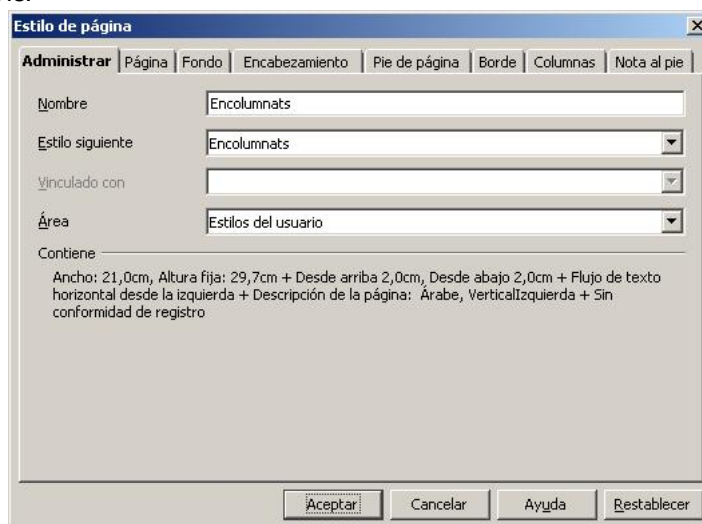 Estilo de página
Administrar Página Fondo Encabezamiento Pie de página Borde Columnas Nota al pie
Nombre Encolumnats
Estilo siguiente Encolumnats
Vinculado con
Área Estilos del usuario
Contiene
Ancho: 21,0cm, Altura fija: 29,7cm + Desde arriba 2,0cm, Desde abajo 2,0cm + Flujo de texto
horizontal desde la izquierda + Descripción de la página: Árabe, VerticalIzquierda + Sin
conformidad de registro
Aceptar Cancelar Ayuda Restablecer